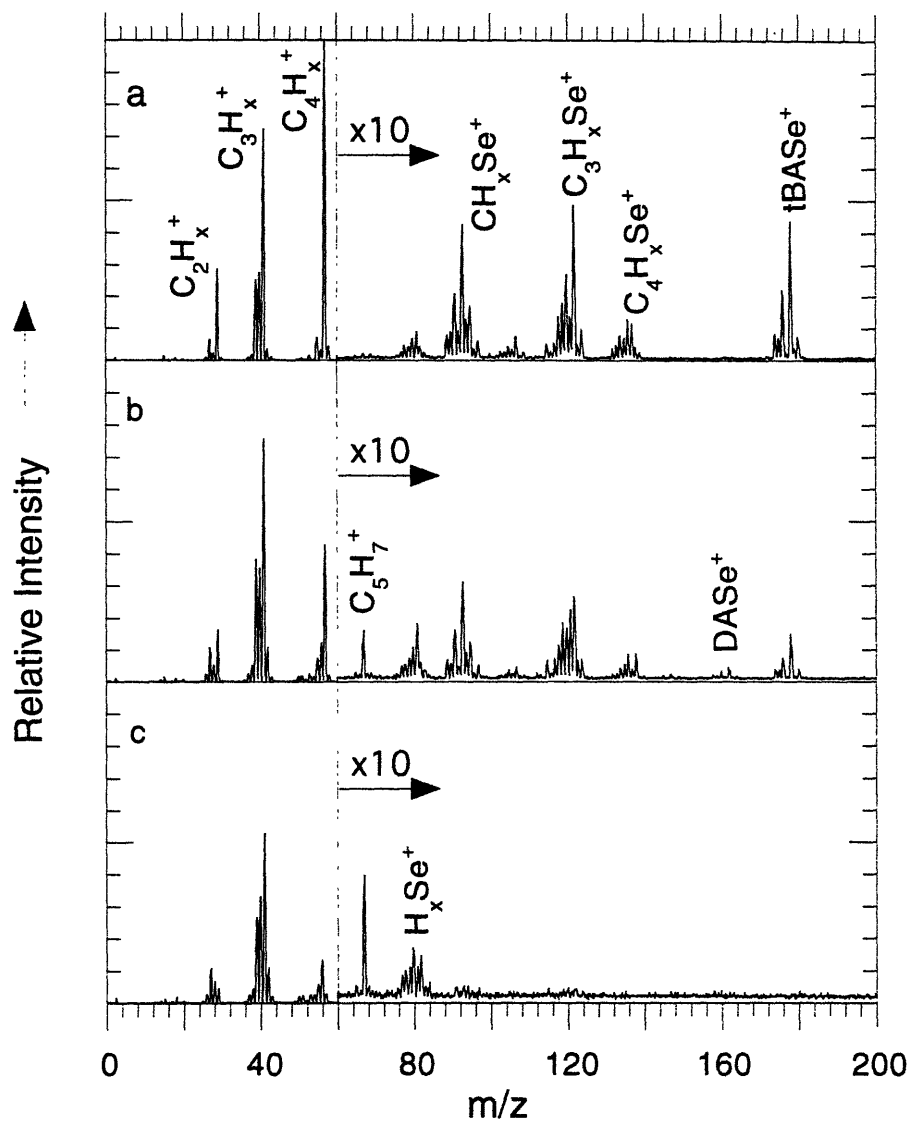 a
C₂Hₓ⁺
C₃Hₓ⁺
C₄Hₓ⁺
x10
CHₓSe⁺
C₃HₓSe⁺
C₄HₓSe⁺
tBASe⁺
b
x10
C₅H₇⁺
DASe⁺
c
x10
HₓSe⁺
Relative Intensity
0 40 80 120 160 200
m/z